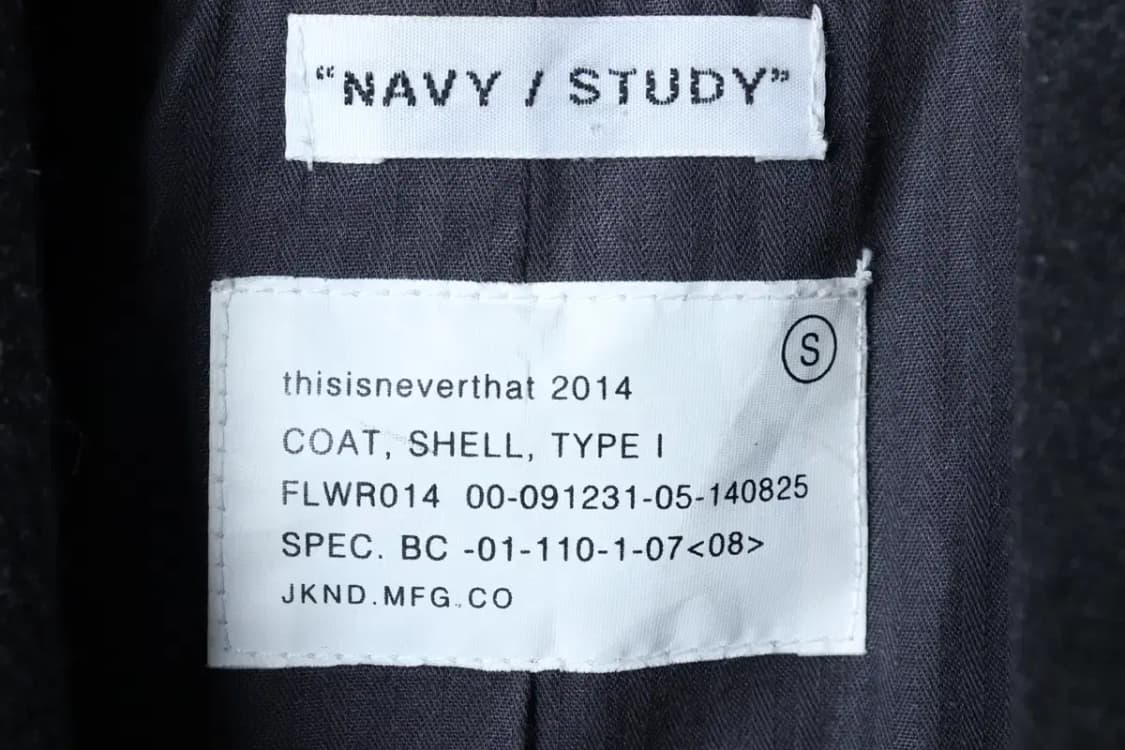 “NAVY / STUDY”
S
thisisneverthat 2014
COAT, SHELL, TYPE I
FLWR014 00-091231-05-140825
SPEC. BC -01-110-1-07<08>
JKND.MFG.CO